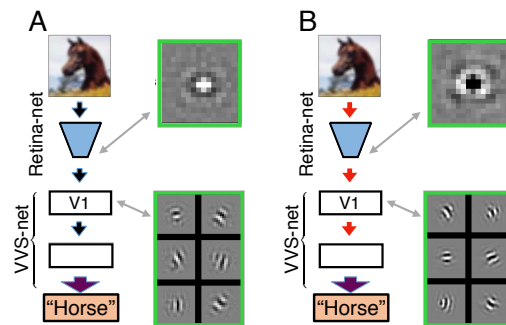 A
Retina-net
V1
VVS-net
“Horse”
B
Retina-net
V1
VVS-net
“Horse”